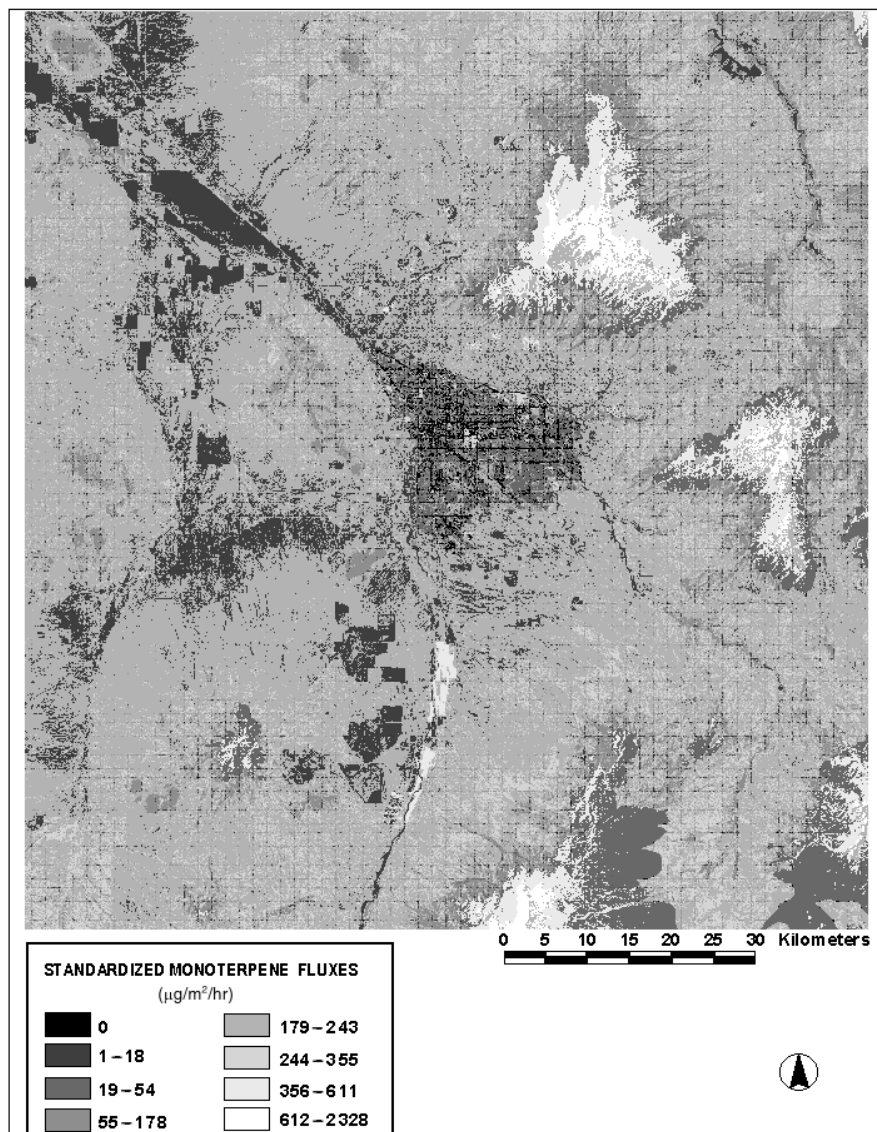 0 5 10 15 20 25 30 Kilometers
STANDARDIZED MONOTERPENE FLUXES
(μg/m²/hr)
0
1–18
19–54
55–178
179–243
244–355
356–611
612–2328